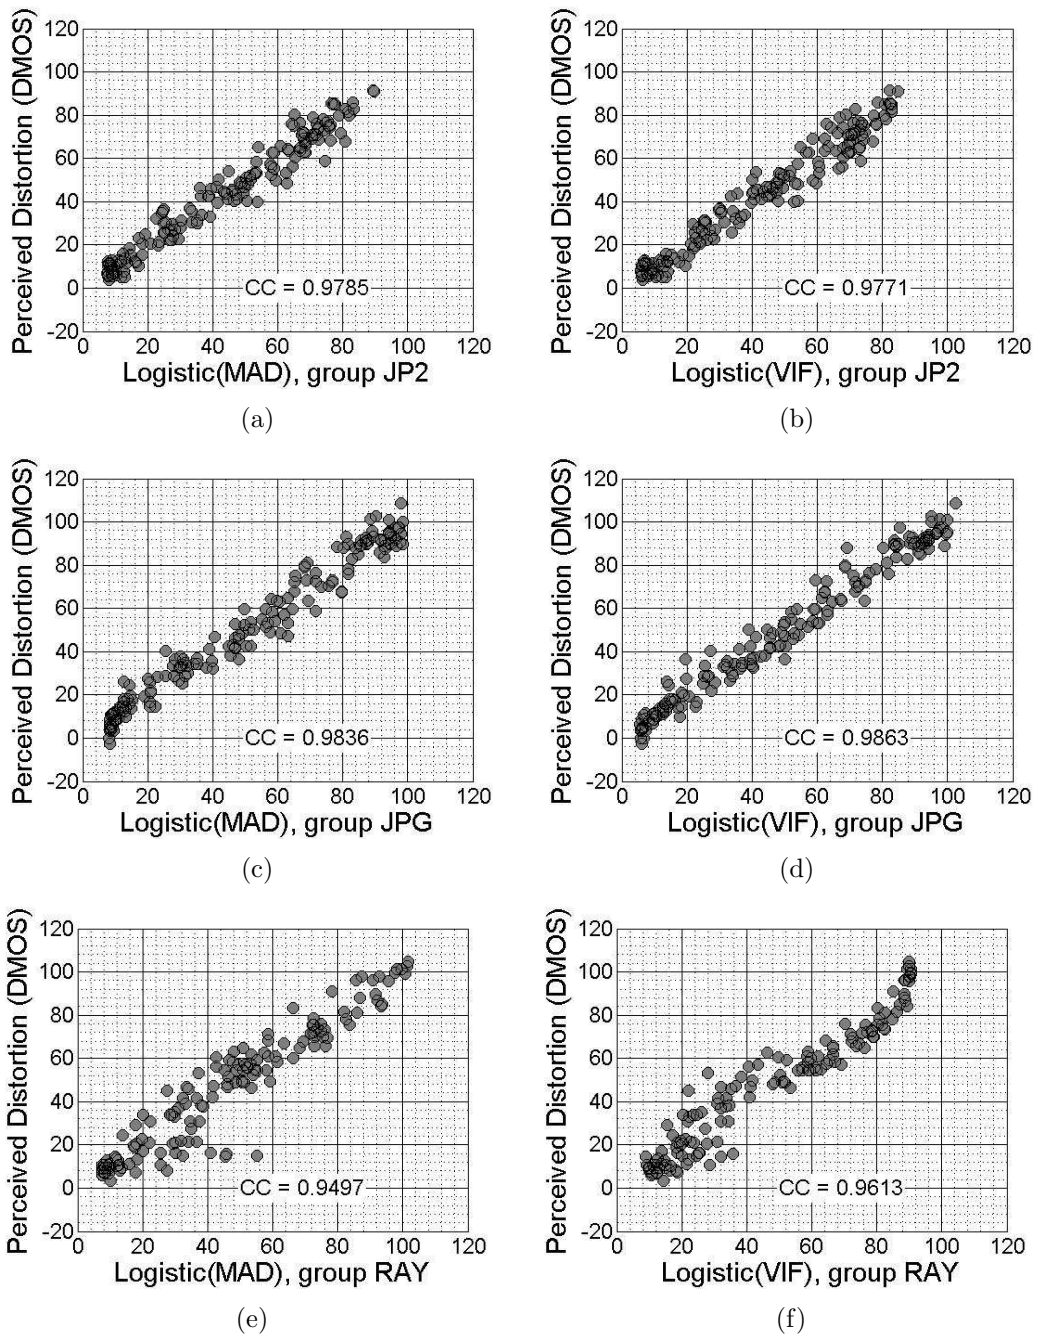 120
100
80
60
40
20
0
-20
Perceived Distortion (DMOS)
CC = 0.9785
0 20 40 60 80 100 120
Logistic(MAD), group JP2
(a)
120
100
80
60
40
20
0
-20
Perceived Distortion (DMOS)
CC = 0.9771
0 20 40 60 80 100 120
Logistic(VIF), group JP2
(b)
120
100
80
60
40
20
0
-20
Perceived Distortion (DMOS)
CC = 0.9836
0 20 40 60 80 100 120
Logistic(MAD), group JPG
(c)
120
100
80
60
40
20
0
-20
Perceived Distortion (DMOS)
CC = 0.9863
0 20 40 60 80 100 120
Logistic(VIF), group JPG
(d)
120
100
80
60
40
20
0
-20
Perceived Distortion (DMOS)
CC = 0.9497
0 20 40 60 80 100 120
Logistic(MAD), group RAY
(e)
120
100
80
60
40
20
0
-20
Perceived Distortion (DMOS)
CC = 0.9613
0 20 40 60 80 100 120
Logistic(VIF), group RAY
(f)